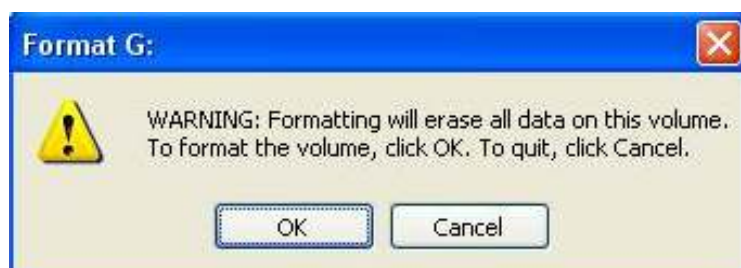 Format G:
WARNING: Formatting will erase all data on this volume.
To format the volume, click OK. To quit, click Cancel.
OK Cancel